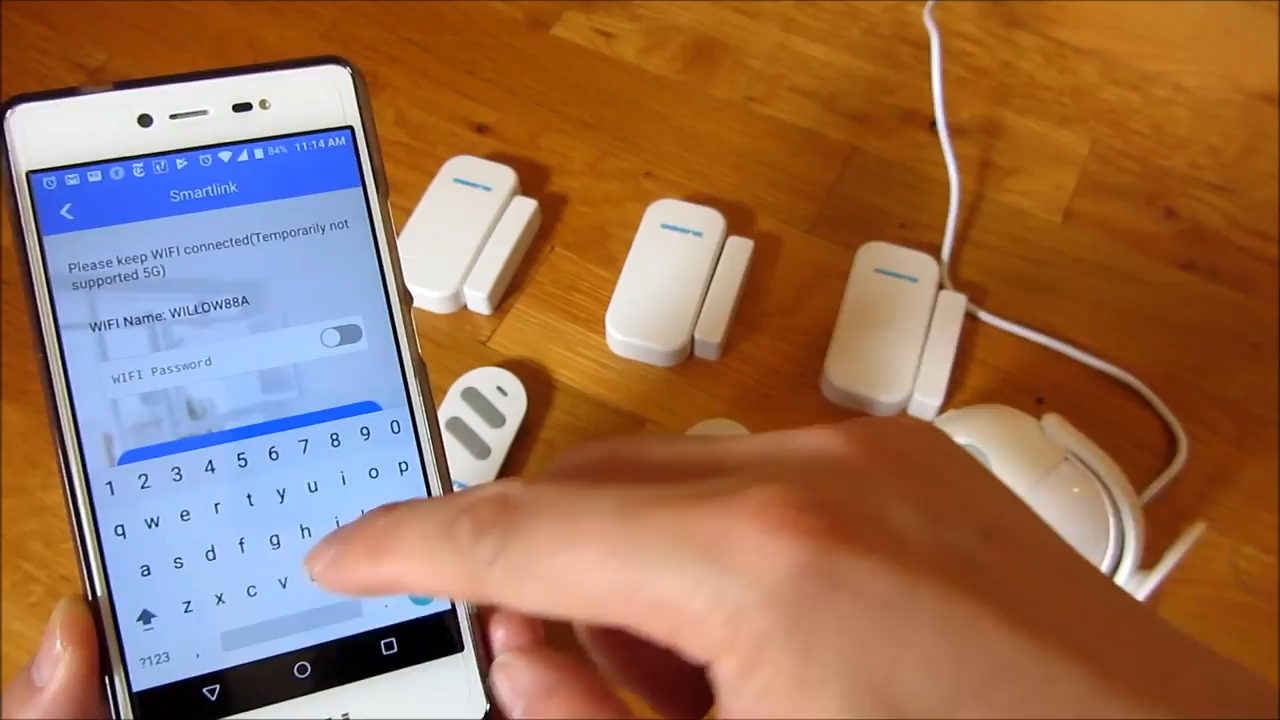 84% 11:14 AM
Smartlink
Please keep WIFI connected(Temporarily not
supported 5G)
WIFI Name: WILLOW88A
WIFI Password
1 2 3 4 5 6 7 8 9 0
q w e r t y u i o p
a s d f g h
z x c v
?123 , .